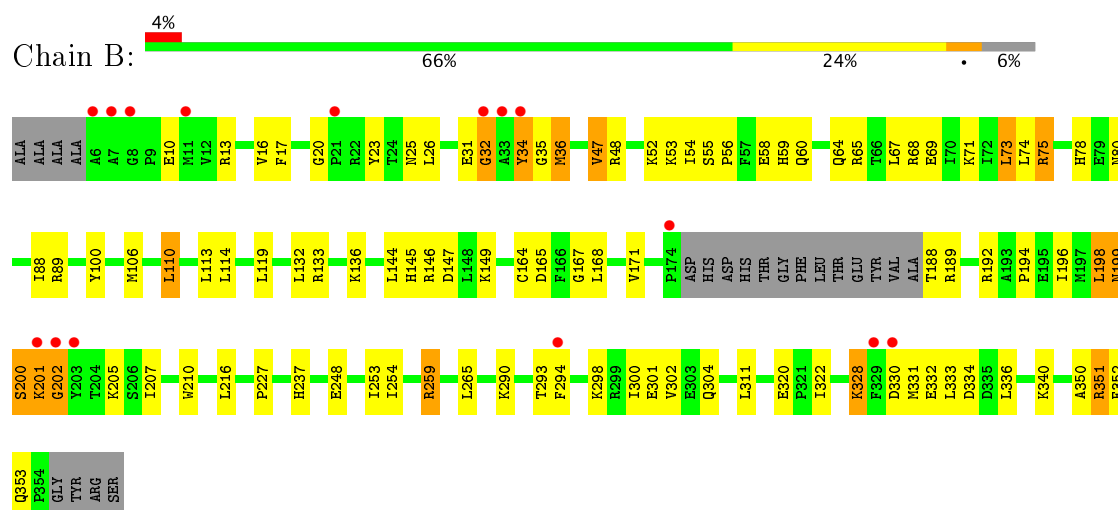 4%
Chain B:
66% 24% • 6%
ALA ALA ALA ALA A6 A7 G8 P9 E10 M11 V12 R13 V16 F17 G20 P21 R22 Y23 T24 N25 L26 E31 G32 A33 Y34 G35 M36 V47 R48 K52 K53 I54 S55 P56 F57 E58 H59 Q60 Q64 R65 T66 L67 R68 E69 I70 K71 I72 L73 L74 R75 H78 E79 N80
I88 R89 Y100 M106 L110 L113 L114 L119 L132 R133 K136 L144 H145 R146 D147 L148 K149 C164 D165 F166 G167 L168 V171 P174 ASP HIS ASP HIS THR GLY PHE LEU THR GLU TYR VAL ALA T188 R189 R192 A193 P194 E195 I196 M197 L198 N199
S200 K201 G202 Y203 T204 K205 S206 I207 W210 L216 P227 H237 E248 I253 I254 R259 L265 K290 T293 F294 K298 R299 I300 E301 V302 E303 Q304 L311 E320 P321 I322 K328 F329 D330 M331 E332 L333 D334 D335 L336 K340 A350 R351 F352
Q353 P354 GLY TYR ARG SER